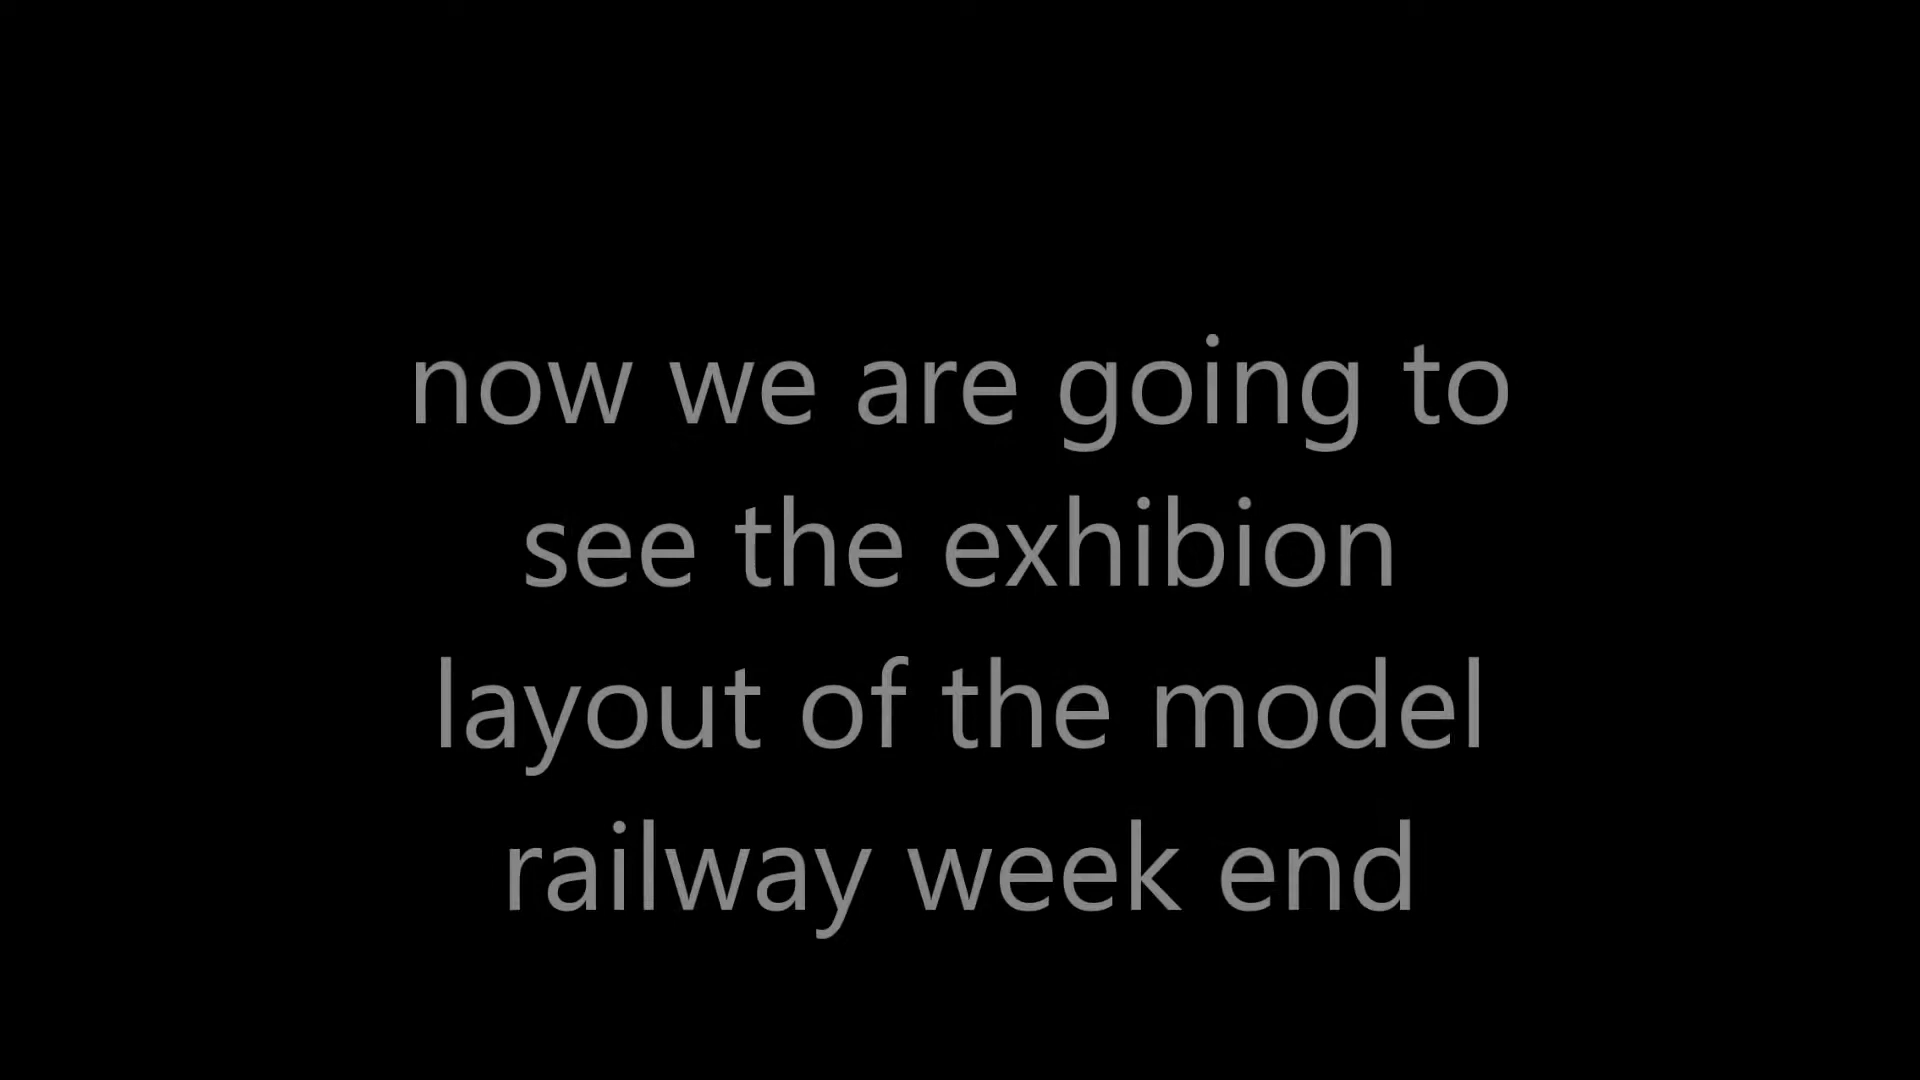 now we are going to
see the exhibion
layout of the model
railway week end